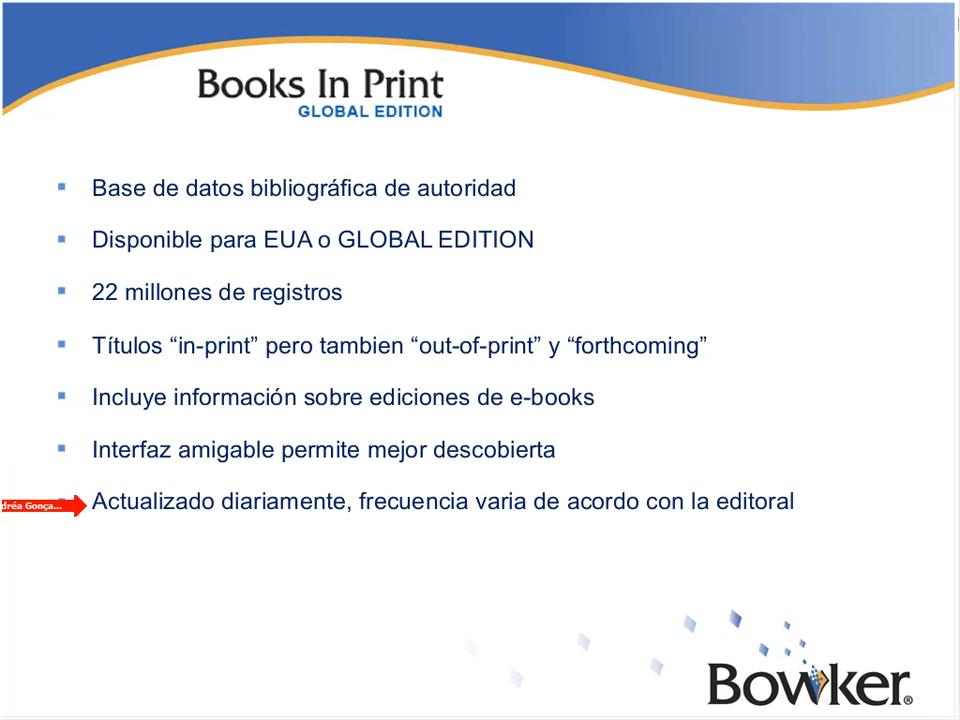 Books In Print
GLOBAL EDITION
Base de datos bibliográfica de autoridad
Disponible para EUA o GLOBAL EDITION
22 millones de registros
Títulos “in-print” pero tambien “out-of-print” y “forthcoming”
Incluye información sobre ediciones de e-books
Interfaz amigable permite mejor descobierta
dréa Gonça...
Actualizado diariamente, frecuencia varia de acordo con la editoral
Bowker®